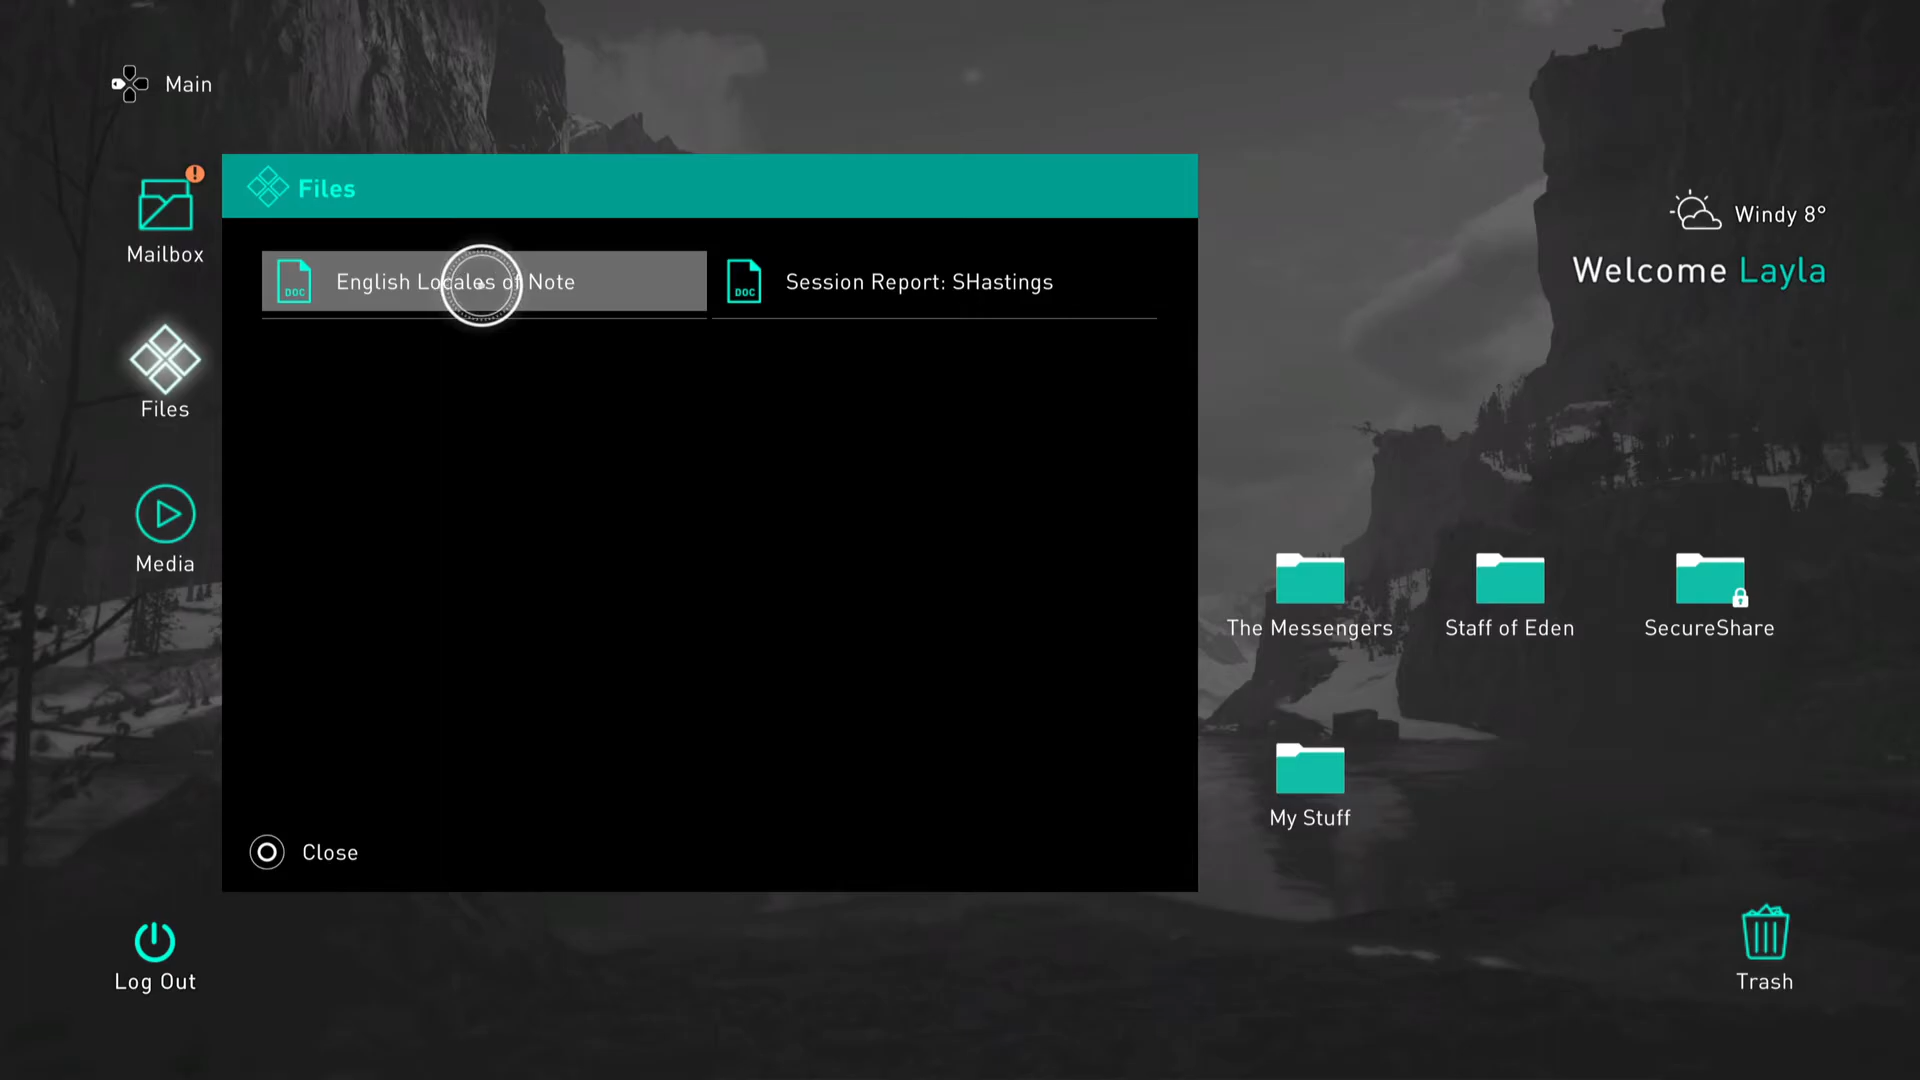 Main
Mailbox
Files
Media
Log Out
Files
DOC
English Locales of Note
DOC
Session Report: SHastings
Close
Windy 8°
Welcome Layla
The Messengers
Staff of Eden
SecureShare
My Stuff
Trash